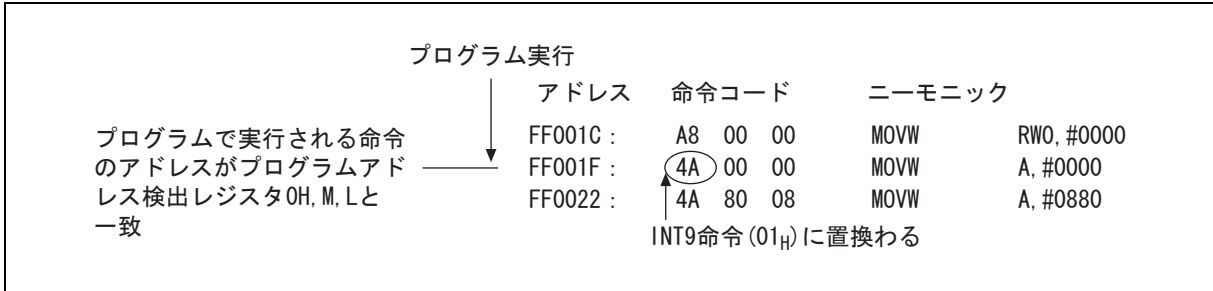 プログラム実行
アドレス 命令コード ニーモニック
プログラムで実行される命令
のアドレスがプログラムアド
レス検出レジスタ0H, M, Lと
一致
FF001C : A8 00 00 MOVW RW0, #0000
FF001F : 4A 00 00 MOVW A, #0000
FF0022 : 4A 80 08 MOVW A, #0880
INT9命令(01H)に置換わる